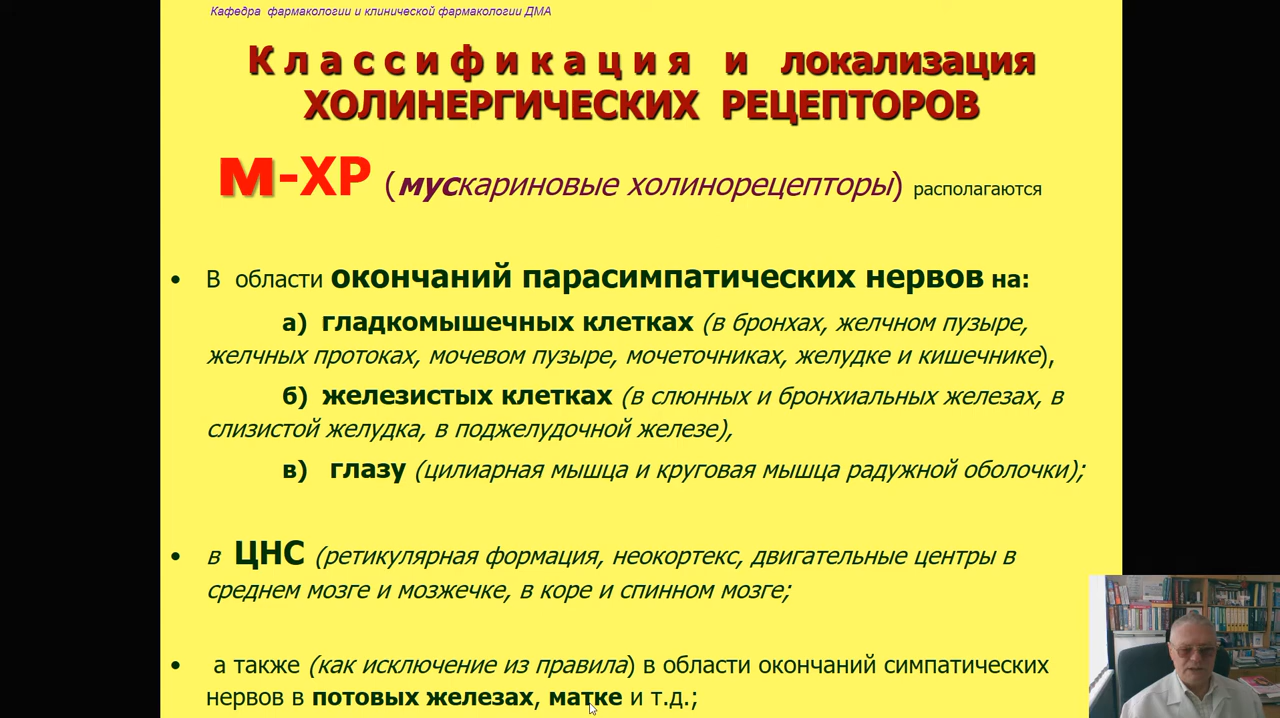 Кафедра фармакологии и клинической фармакологии ДМА
Классификация и локализация
ХОЛИНЕРГИЧЕСКИХ РЕЦЕПТОРОВ
м-ХР (мускариновые холинорецепторы) располагаются
• В области окончаний парасимпатических нервов на:
а) гладкомышечных клетках (в бронхах, желчном пузыре,
желчных протоках, мочевом пузыре, мочеточниках, желудке и кишечнике),
б) железистых клетках (в слюнных и бронхиальных железах, в
слизистой желудка, в поджелудочной железе),
в) глазу (цилиарная мышца и круговая мышца радужной оболочки);
• в ЦНС (ретикулярная формация, неокортекс, двигательные центры в
среднем мозге и мозжечке, в коре и спинном мозге;
• а также (как исключение из правила) в области окончаний симпатических
нервов в потовых железах, матке и т.д.;